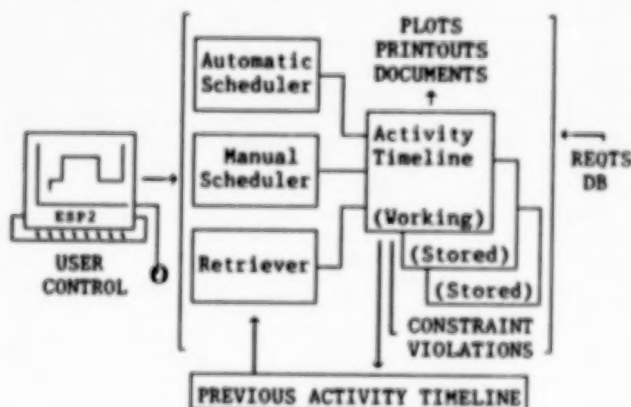 PLOTS
PRINTOUTS
DOCUMENTS
Automatic
Scheduler
Manual
Scheduler
Retriever
Activity
Timeline
(Working)
(Stored)
(Stored)
REQTS
DB
ESP2
USER
CONTROL
CONSTRAINT
VIOLATIONS
PREVIOUS ACTIVITY TIMELINE